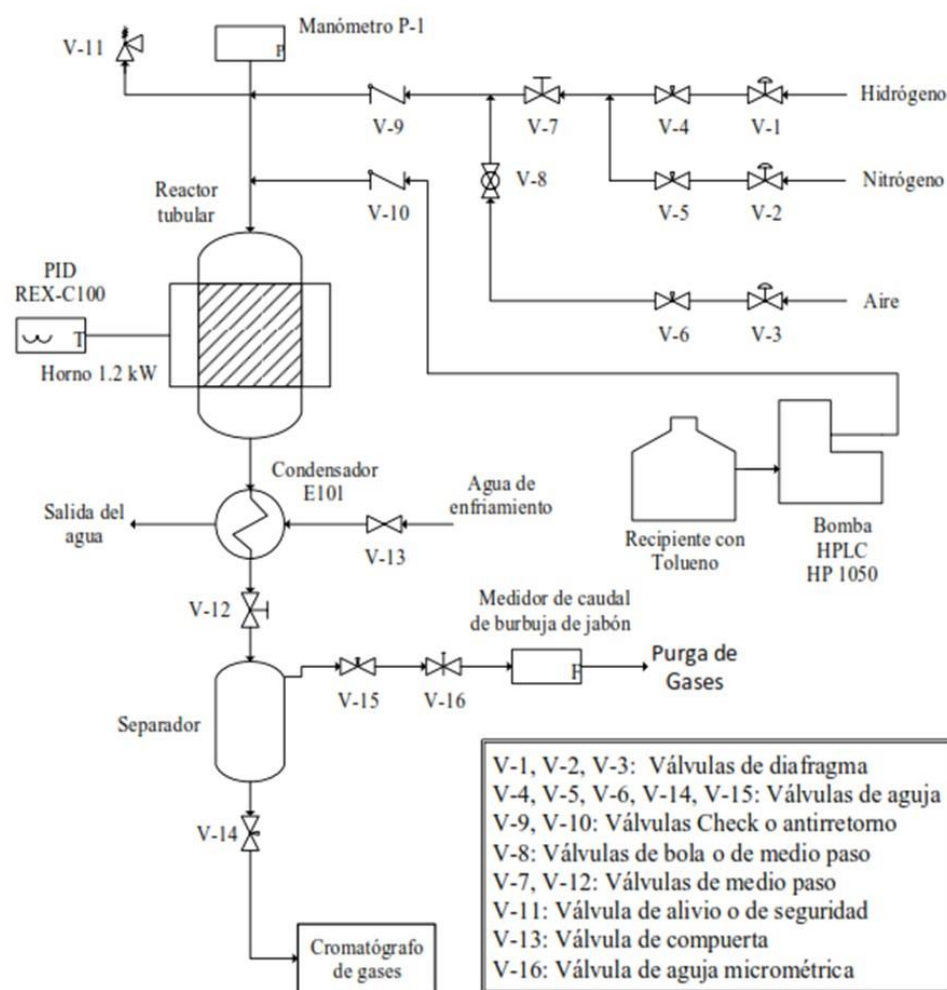 Manómetro P-1
P
V-11
Hidrógeno
V-9
V-7
V-4
V-1
V-8
Nitrógeno
Reactor
tubular
V-10
V-5
V-2
PID
REX-C100
T
Horno 1.2 kW
Aire
V-6
V-3
Condensador
E101
Agua de
enfriamiento
Salida del
agua
V-13
Recipiente con
Tolueno
Bomba
HPLC
HP 1050
V-12
Medidor de caudal
de burbuja de jabón
F
Purga de
Gases
V-15
V-16
Separador
V-14
Cromatógrafo
de gases
V-1, V-2, V-3: Válvulas de diafragma
V-4, V-5, V-6, V-14, V-15: Válvulas de aguja
V-9, V-10: Válvulas Check o antirretorno
V-8: Válvulas de bola o de medio paso
V-7, V-12: Válvulas de medio paso
V-11: Válvula de alivio o de seguridad
V-13: Válvula de compuerta
V-16: Válvula de aguja micrométrica